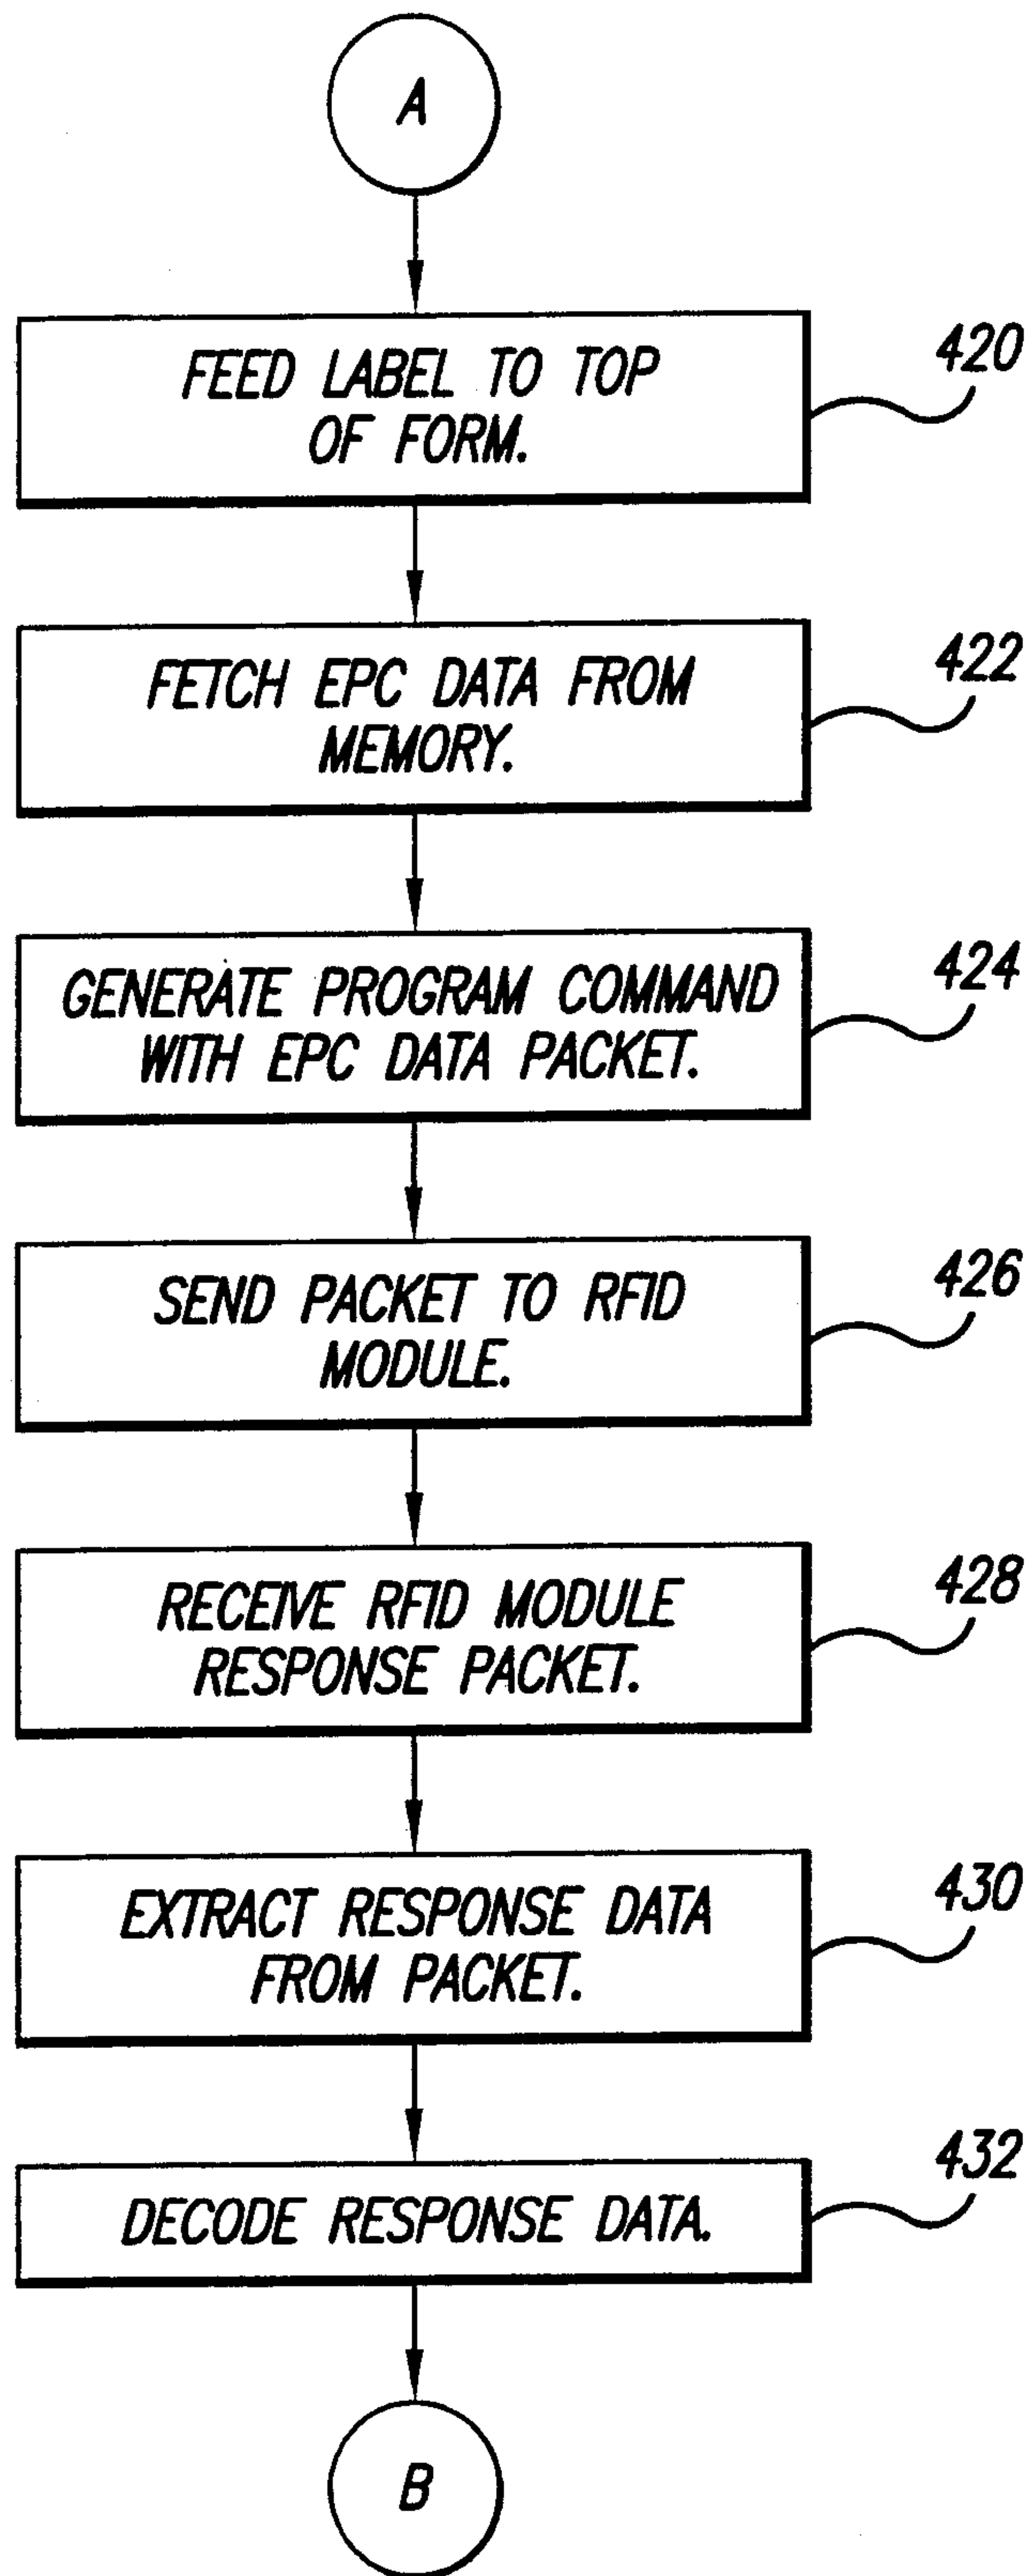 A
FEED LABEL TO TOP
OF FORM.
420
FETCH EPC DATA FROM
MEMORY.
422
GENERATE PROGRAM COMMAND
WITH EPC DATA PACKET.
424
SEND PACKET TO RFID
MODULE.
426
RECEIVE RFID MODULE
RESPONSE PACKET.
428
EXTRACT RESPONSE DATA
FROM PACKET.
430
DECODE RESPONSE DATA.
432
B